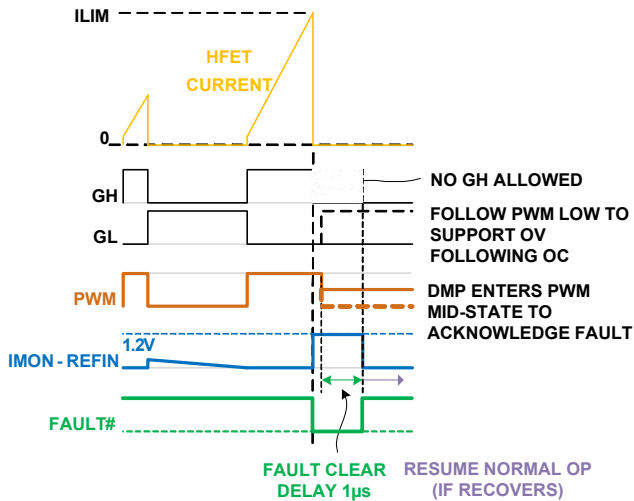 ILIM
HFET
CURRENT
0
GH
NO GH ALLOWED
GL
FOLLOW PWM LOW TO
SUPPORT OV
FOLLOWING OC
PWM
DMP ENTERS PWM
MID-STATE TO
ACKNOWLEDGE FAULT
1.2V
IMON - REFIN
FAULT#
FAULT CLEAR
DELAY 1µs
RESUME NORMAL OP
(IF RECOVERS)